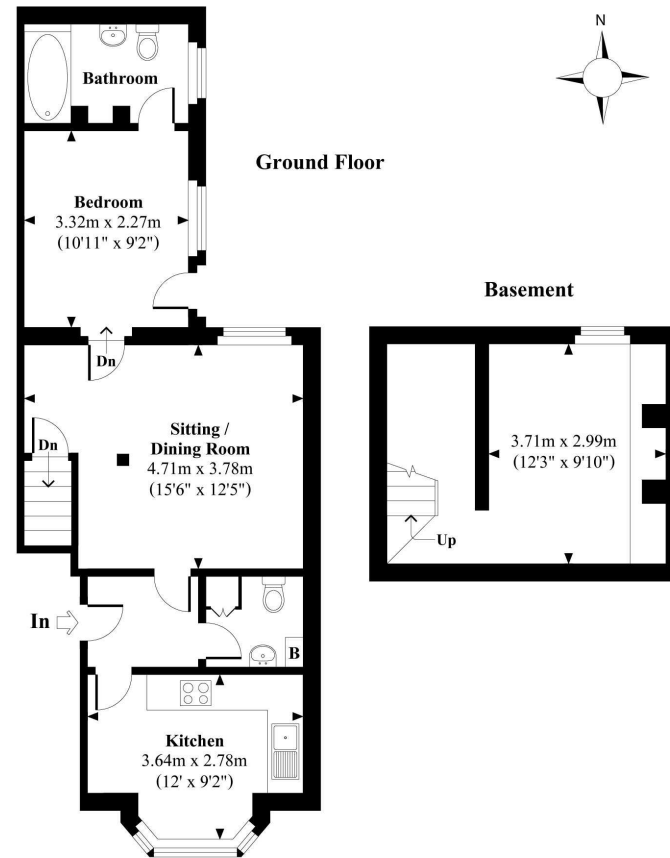 N
Bathroom
Ground Floor
Bedroom
3.32m x 2.27m
(10'11" x 9'2")
Basement
Dn
Dn
Sitting /
Dining Room
4.71m x 3.78m
(15'6" x 12'5")
3.71m x 2.99m
(12'3" x 9'10")
Up
In
B
Kitchen
3.64m x 2.78m
(12' x 9'2")